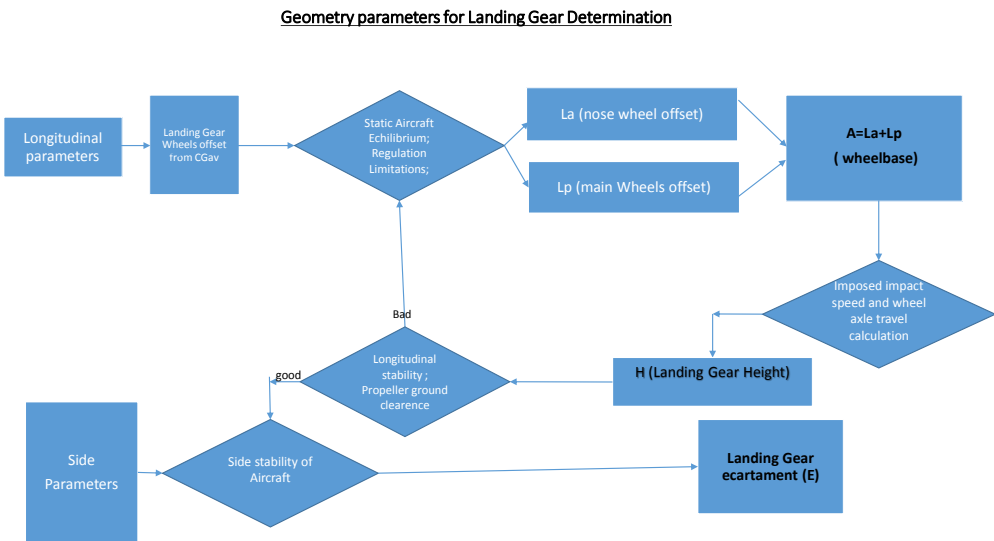 Geometry parameters for Landing Gear Determination
Longitudinal
parameters
Landing Gear
Wheels offset
from CGav
Static Aircraft
Echilibrium;
Regulation
Limitations;
La (nose wheel offset)
Lp (main Wheels offset)
A=La+Lp
( wheelbase)
Imposed impact
speed and wheel
axle travel
calculation
H (Landing Gear Height)
Bad
Longitudinal
stability ;
Propeller ground
clearence
good
Side
Parameters
Side stability of
Aircraft
Landing Gear
ecartament (E)